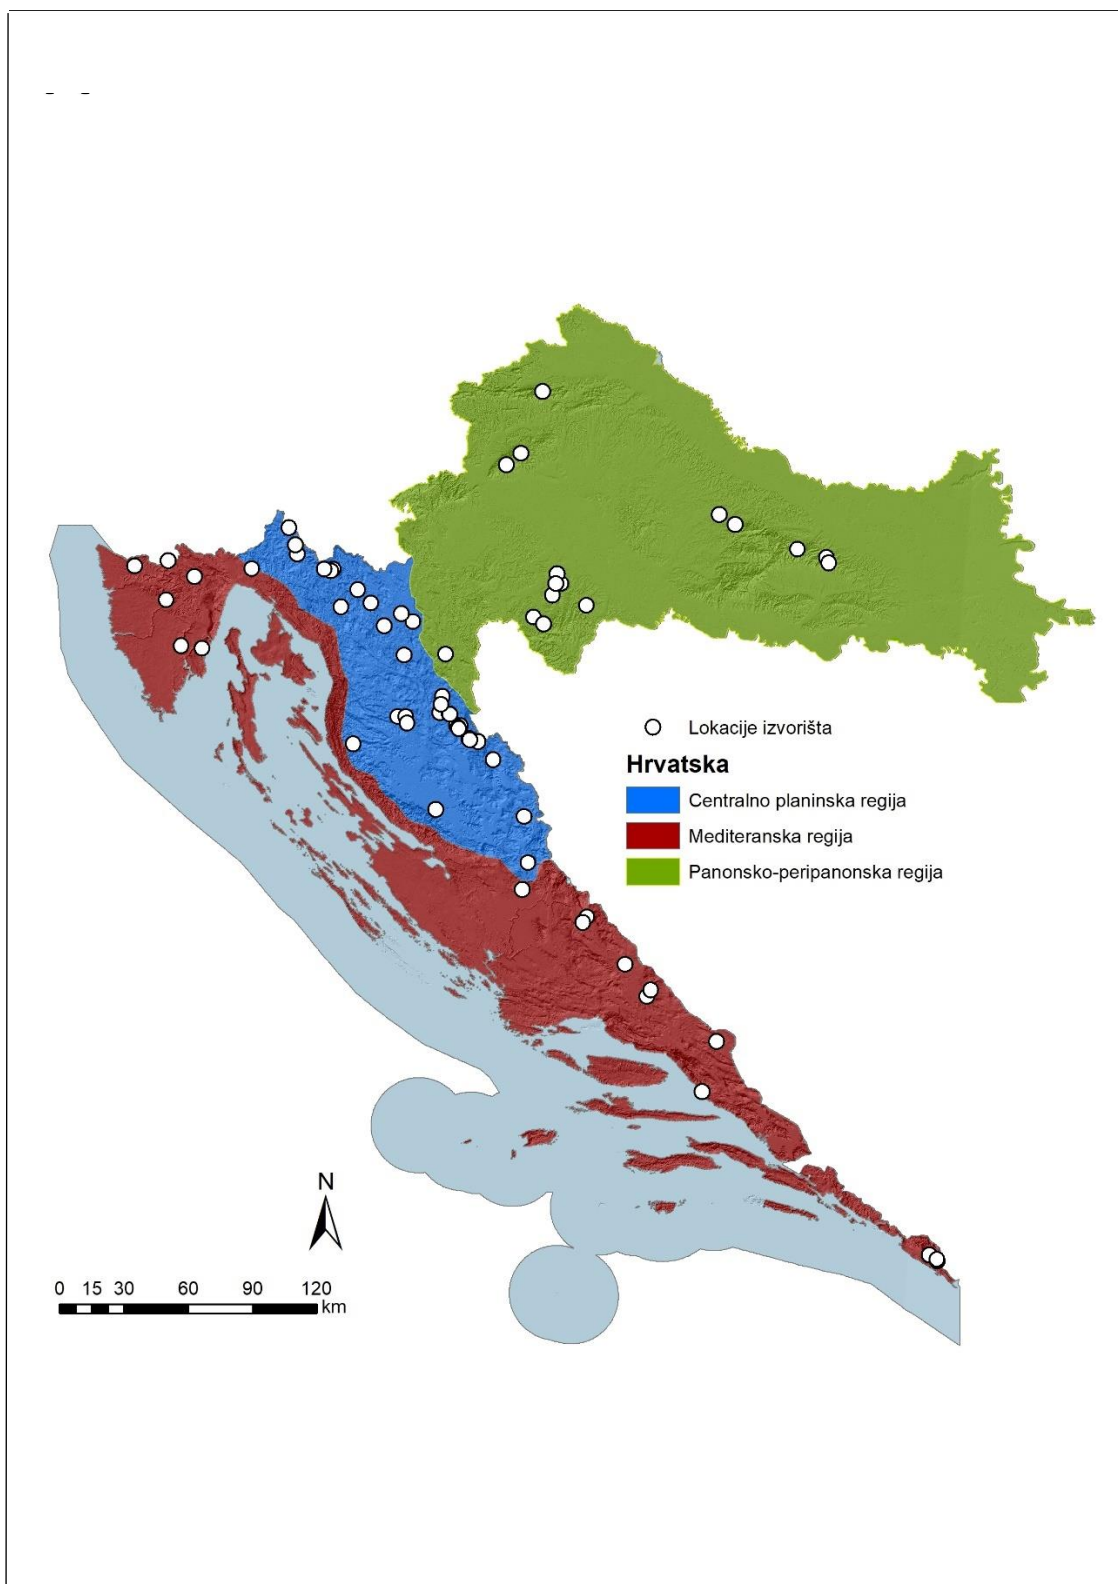 Lokacije izvorišta
Hrvatska
Centralno planinska regija
Mediteranska regija
Panonsko-peripanonska regija
N
0 15 30 60 90 120
km